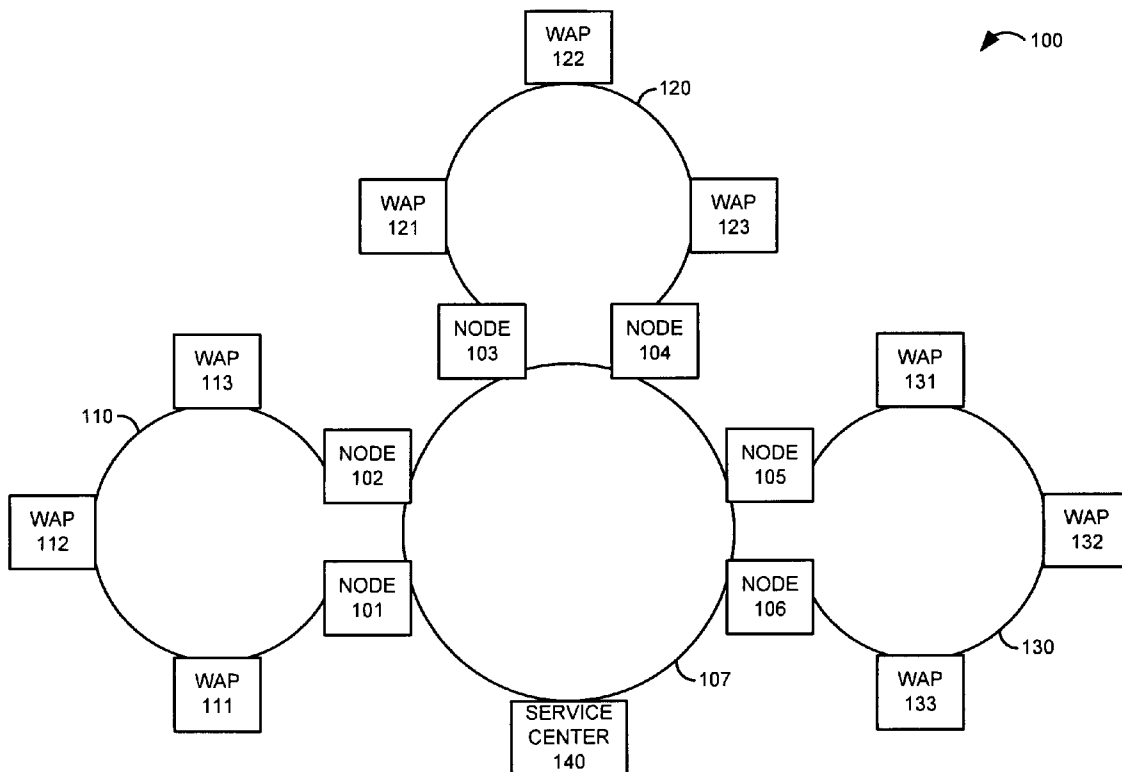 WAP
122
100
120
WAP
121
WAP
123
NODE
103
NODE
104
WAP
113
WAP
131
110
NODE
102
NODE
105
WAP
112
WAP
132
NODE
101
NODE
106
130
107
WAP
111
WAP
133
SERVICE
CENTER
140